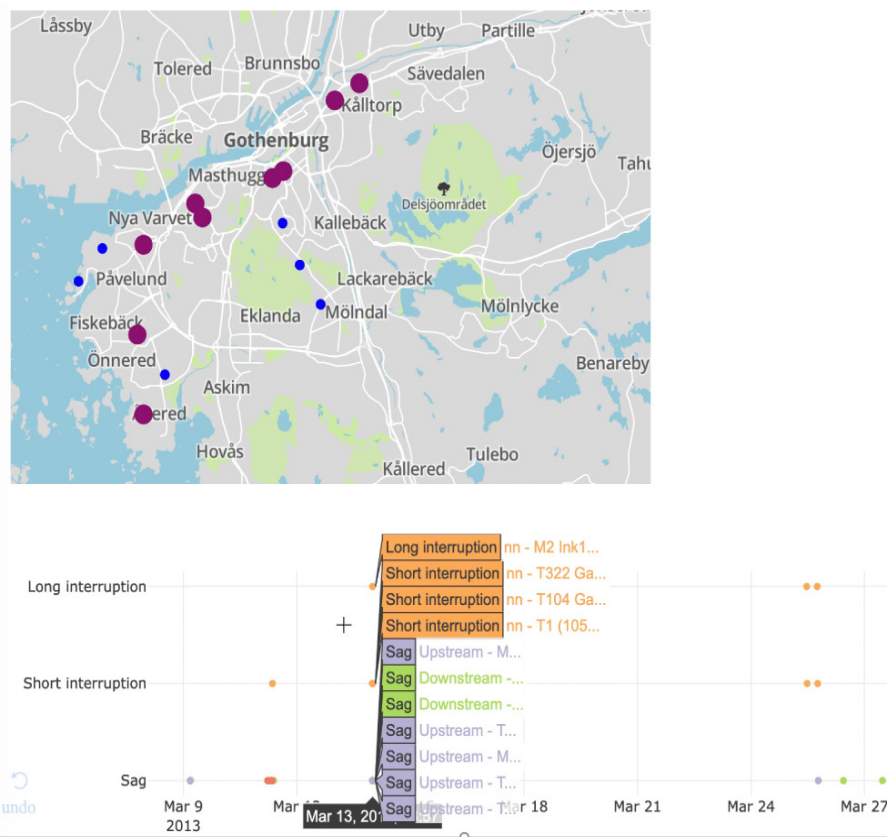 Låssby
Utby
Partille
Tolered
Brunnsbo
Sävedalen
Kålltorp
Bräcke
Gothenburg
Öjersjö
Masthugg
Tahu
Delsjöområdet
Nya Varvet
Kallebäck
Påvelund
Lackarebäck
Eklanda
Mölndal
Mölnlycke
Fiskebäck
Önnered
Benareby
Askim
ered
Hovås
Tulebo
Kållered
Long interruption nn - M2 Ink1...
Short interruption nn - T322 Ga...
Long interruption
Short interruption nn - T104 Ga...
Short interruption nn - T1 (105...
Sag Upstream - M...
Sag Downstream -...
Short interruption
Sag Downstream -...
Sag Upstream - T...
Sag Upstream - M...
Sag
Sag Upstream - T...
undo
Sag Upstream - T...
Mar 9
2013
Mar 18
Mar 21
Mar 24
Mar 27
Mar 13, 201